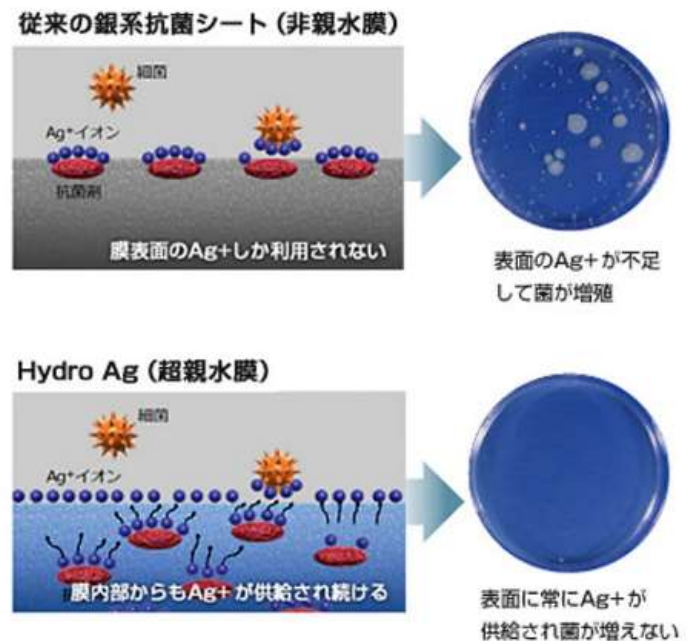 従来の銀系抗菌シート(非親水膜)
細菌
Ag⁺イオン
抗菌剤
膜表面のAg+しか利用されない
表面のAg+が不足
して菌が増殖
Hydro Ag(超親水膜)
細菌
Ag⁺イオン
膜内部からもAg+が供給され続ける
表面に常にAg+が
供給され菌が増えない